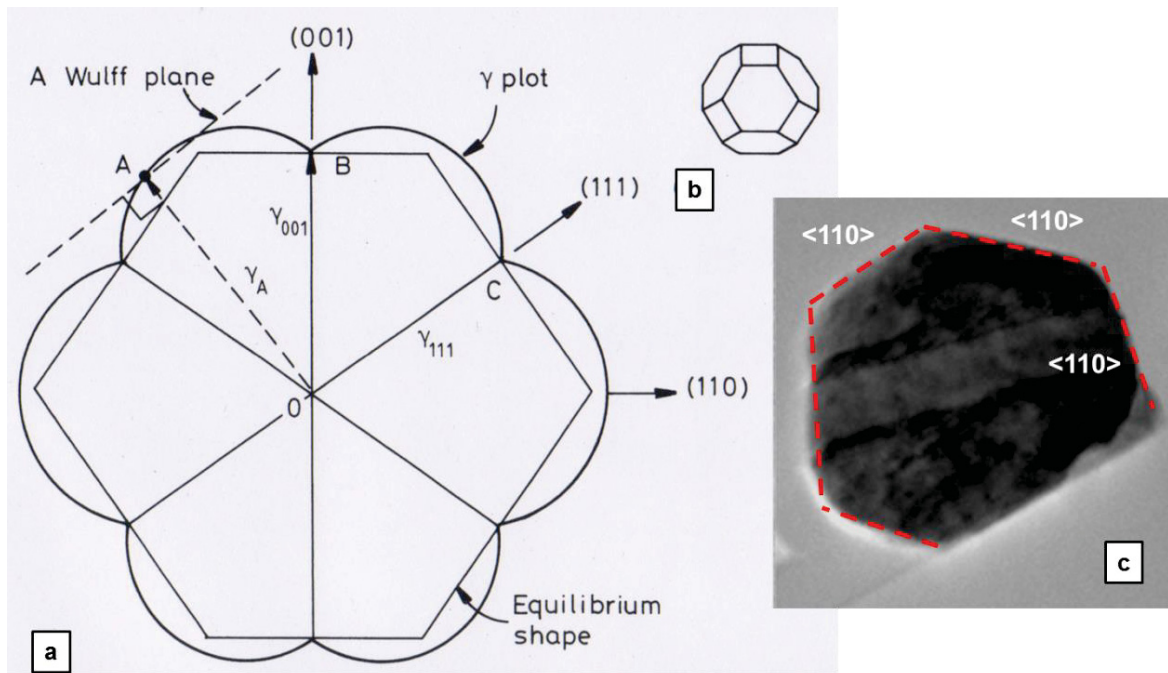 (001)
A Wulff plane
γ plot
A
B
b
(111)
γ001
<110>
<110>
γA
C
γ111
<110>
(110)
O
Equilibrium
shape
c
a